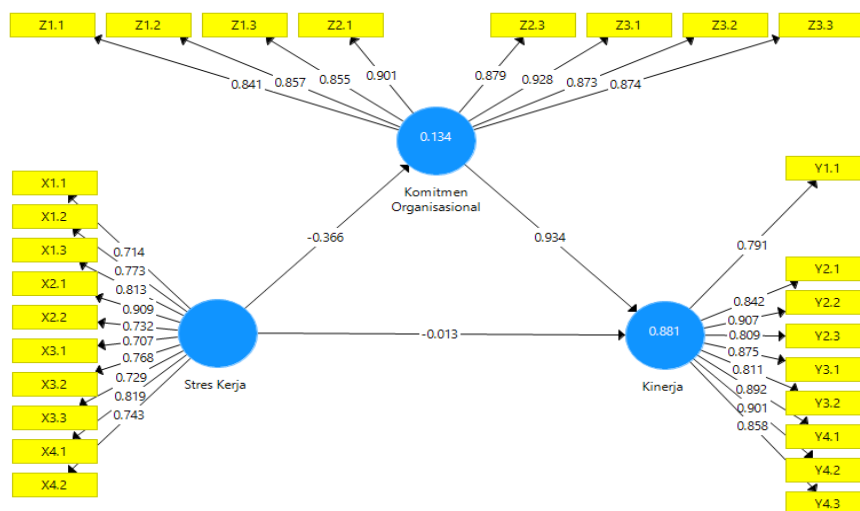 Z1.1
Z1.2
Z1.3
Z2.1
Z2.3
Z3.1
Z3.2
Z3.3
0.841
0.857
0.855
0.901
0.879
0.928
0.873
0.874
0.134
Komitmen
Organisasional
X1.1
X1.2
X1.3
X2.1
X2.2
X3.1
X3.2
X3.3
X4.1
X4.2
0.714
0.773
0.813
0.909
0.732
0.707
0.768
0.729
0.819
0.743
Stres Kerja
-0.366
0.934
-0.013
0.881
Kinerja
0.791
0.842
0.907
0.809
0.875
0.811
0.892
0.901
0.858
Y1.1
Y2.1
Y2.2
Y2.3
Y3.1
Y3.2
Y4.1
Y4.2
Y4.3